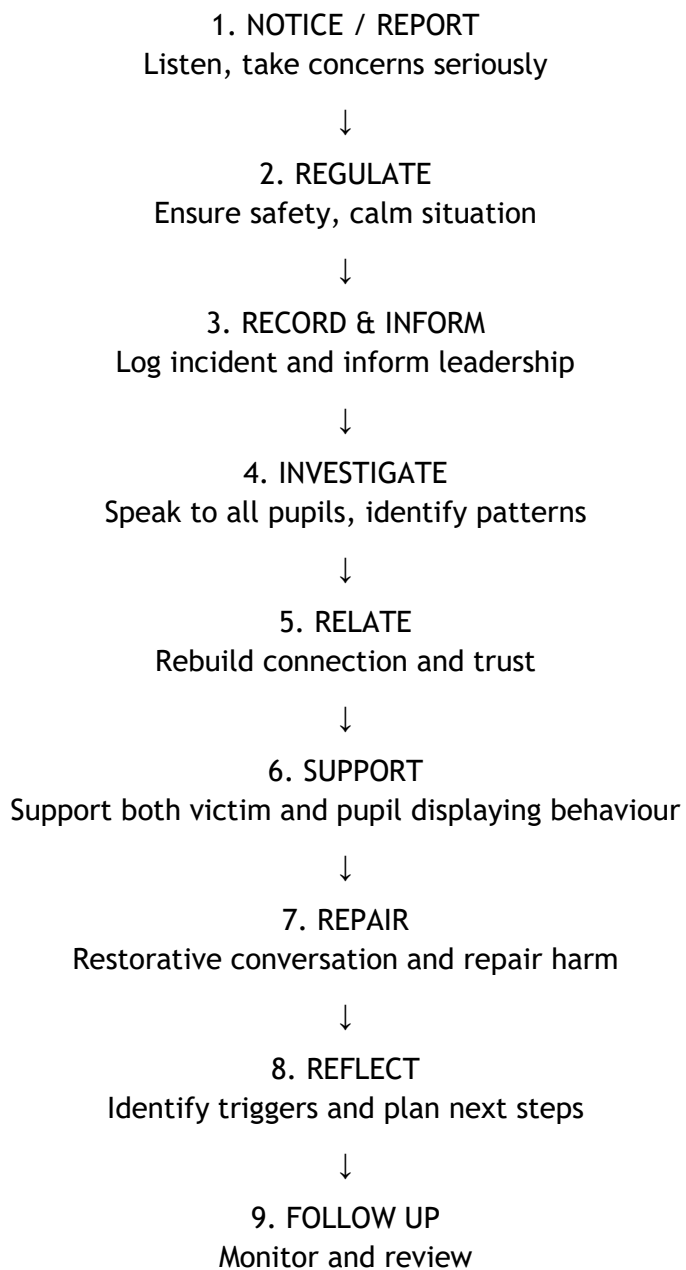 1. NOTICE / REPORT
Listen, take concerns seriously
↓
2. REGULATE
Ensure safety, calm situation
↓
3. RECORD & INFORM
Log incident and inform leadership
↓
4. INVESTIGATE
Speak to all pupils, identify patterns
↓
5. RELATE
Rebuild connection and trust
↓
6. SUPPORT
Support both victim and pupil displaying behaviour
↓
7. REPAIR
Restorative conversation and repair harm
↓
8. REFLECT
Identify triggers and plan next steps
↓
9. FOLLOW UP
Monitor and review